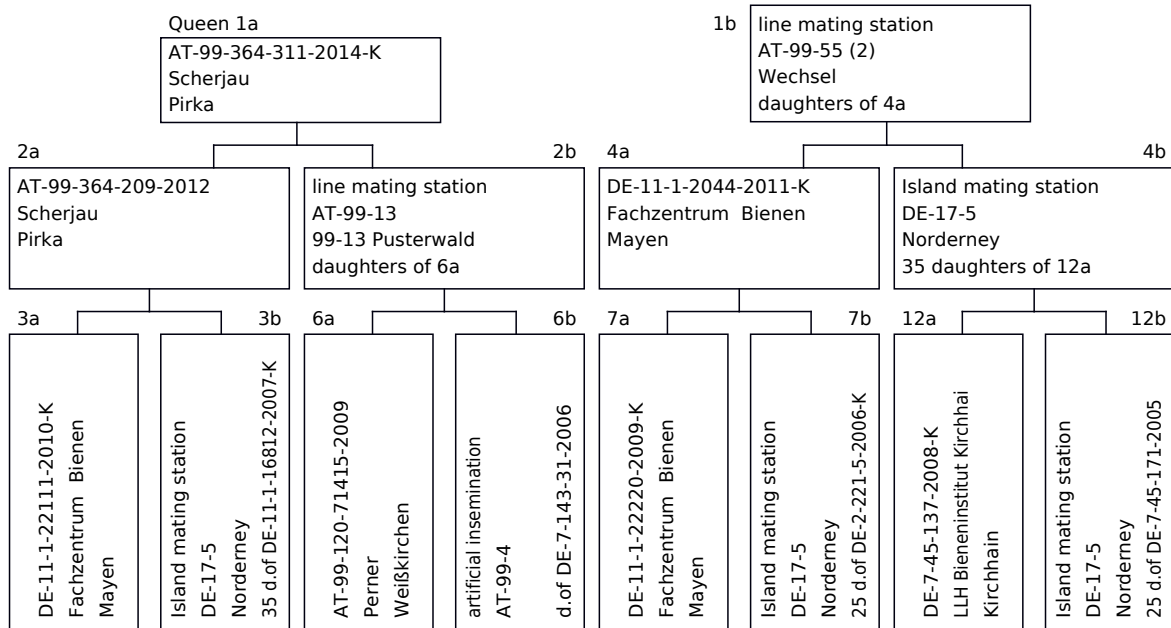 Queen 1a
AT-99-364-311-2014-K
Scherjau
Pirka
1b
line mating station
AT-99-55 (2)
Wechsel
daughters of 4a
2a
AT-99-364-209-2012
Scherjau
Pirka
2b
line mating station
AT-99-13
99-13 Pusterwald
daughters of 6a
4a
DE-11-1-2044-2011-K
Fachzentrum Bienen
Mayen
4b
Island mating station
DE-17-5
Norderney
35 daughters of 12a
3a
DE-11-1-22111-2010-K
Fachzentrum Bienen
Mayen
3b
Island mating station
DE-17-5
Norderney
35 d.of DE-11-1-16812-2007-K
6a
AT-99-120-71415-2009
Perner
Weißkirchen
6b
artificial insemination
AT-99-4
d.of DE-7-143-31-2006
7a
DE-11-1-22220-2009-K
Fachzentrum Bienen
Mayen
7b
Island mating station
DE-17-5
Norderney
25 d.of DE-2-221-5-2006-K
12a
DE-7-45-137-2008-K
LLH Bieneninstitut Kirchhai
Kirchhain
12b
Island mating station
DE-17-5
Norderney
25 d.of DE-7-45-171-2005